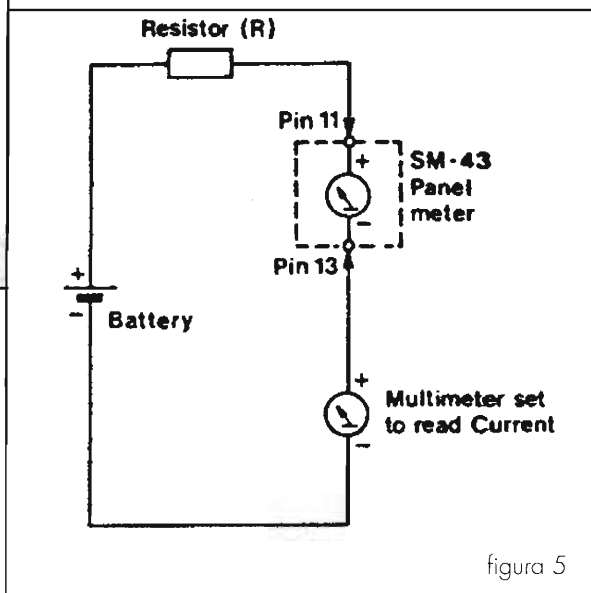 Resistor (R)
Pin 11
+
SM-43
Panel
meter
-
Pin 13
+
-
Battery
+
Multimeter set
to read Current
-
figura 5